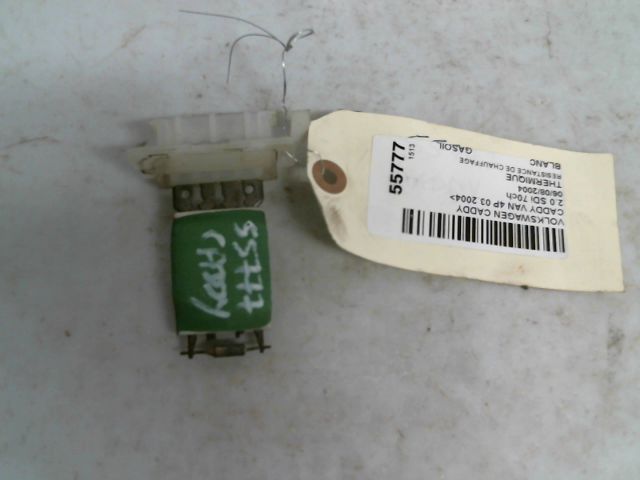 VOLKSWAGEN CADDY
CADDY VAN 4P 03 2004>
2.0 SDI 70ch
06/08/2004
THERMIQUE
RESISTANCE DE CHAUFFAGE
BLANC
GASOIL
1513
55777
55777
CADDY